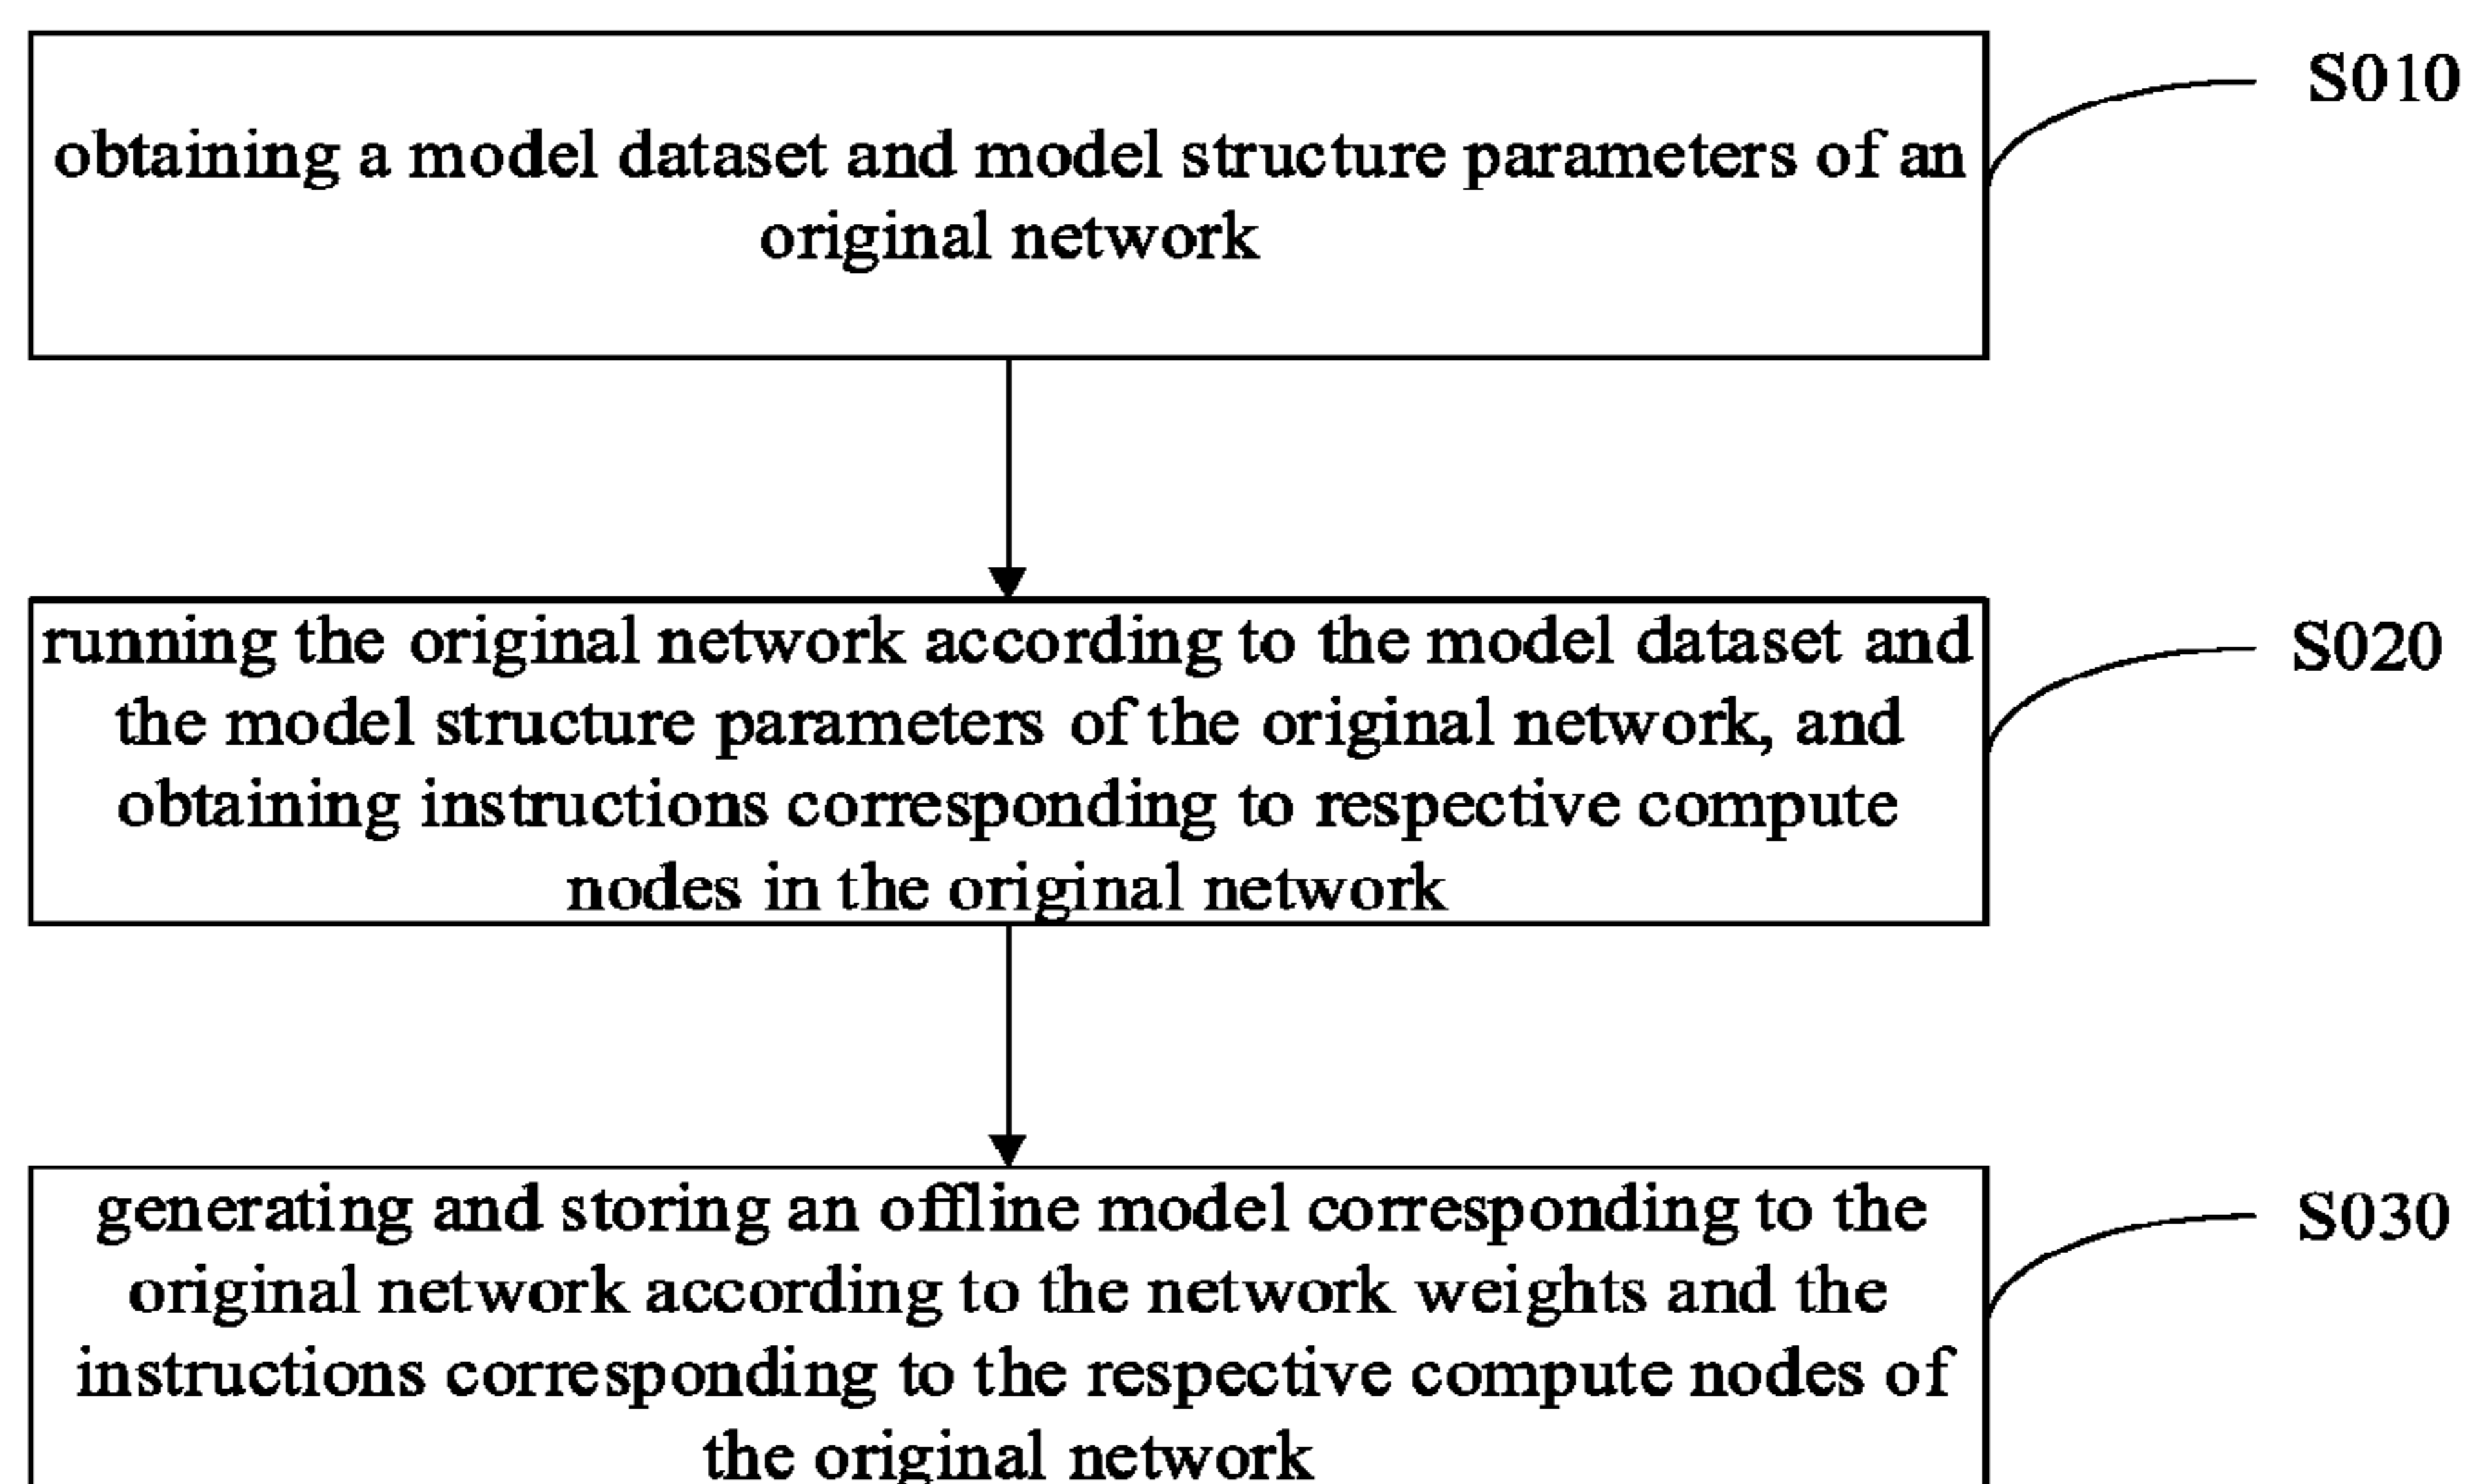 obtaining a model dataset and model structure parameters of an
original network
S010
running the original network according to the model dataset and
the model structure parameters of the original network, and
obtaining instructions corresponding to respective compute
nodes in the original network
S020
generating and storing an offline model corresponding to the
original network according to the network weights and the
instructions corresponding to the respective compute nodes of
the original network
S030